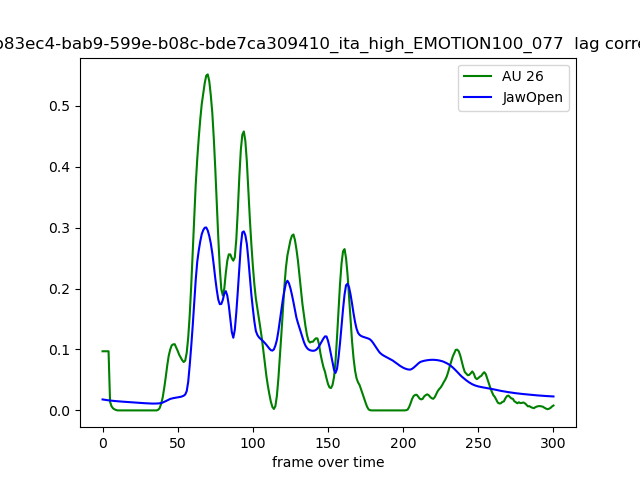 b83ec4-bab9-599e-b08c-bde7ca309410_ita_high_EMOTION100_077 lag corre
AU 26
JawOpen
0.5
0.4
0.3
0.2
0.1
0.0
0 50 100 150 200 250 300
frame over time